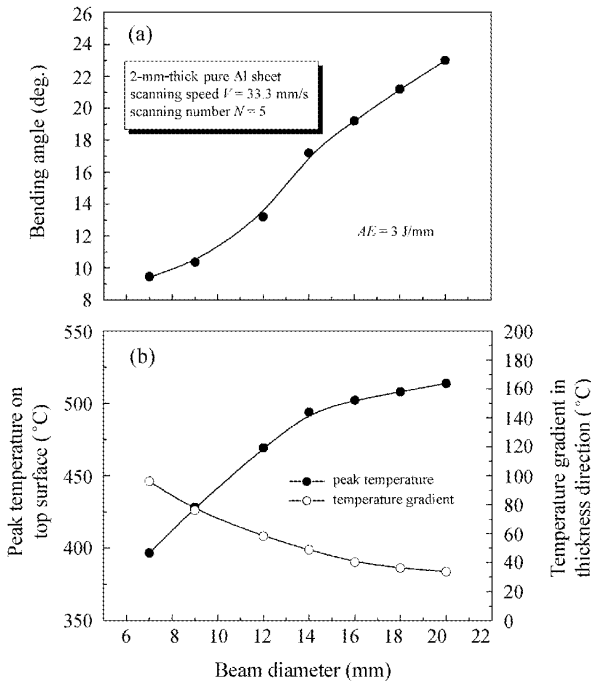 (a)
2-mm-thick pure Al sheet
scanning speed V = 33.3 mm/s
scanning number N = 5
AE = 3 J/mm
Bending angle (deg.)
26
24
22
20
18
16
14
12
10
8
(b)
peak temperature
temperature gradient
Peak temperature on
top surface (°C)
550
500
450
400
350
Temperature gradient in
thickness direction (°C)
200
180
160
140
120
100
80
60
40
20
0
6 8 10 12 14 16 18 20 22
Beam diameter (mm)